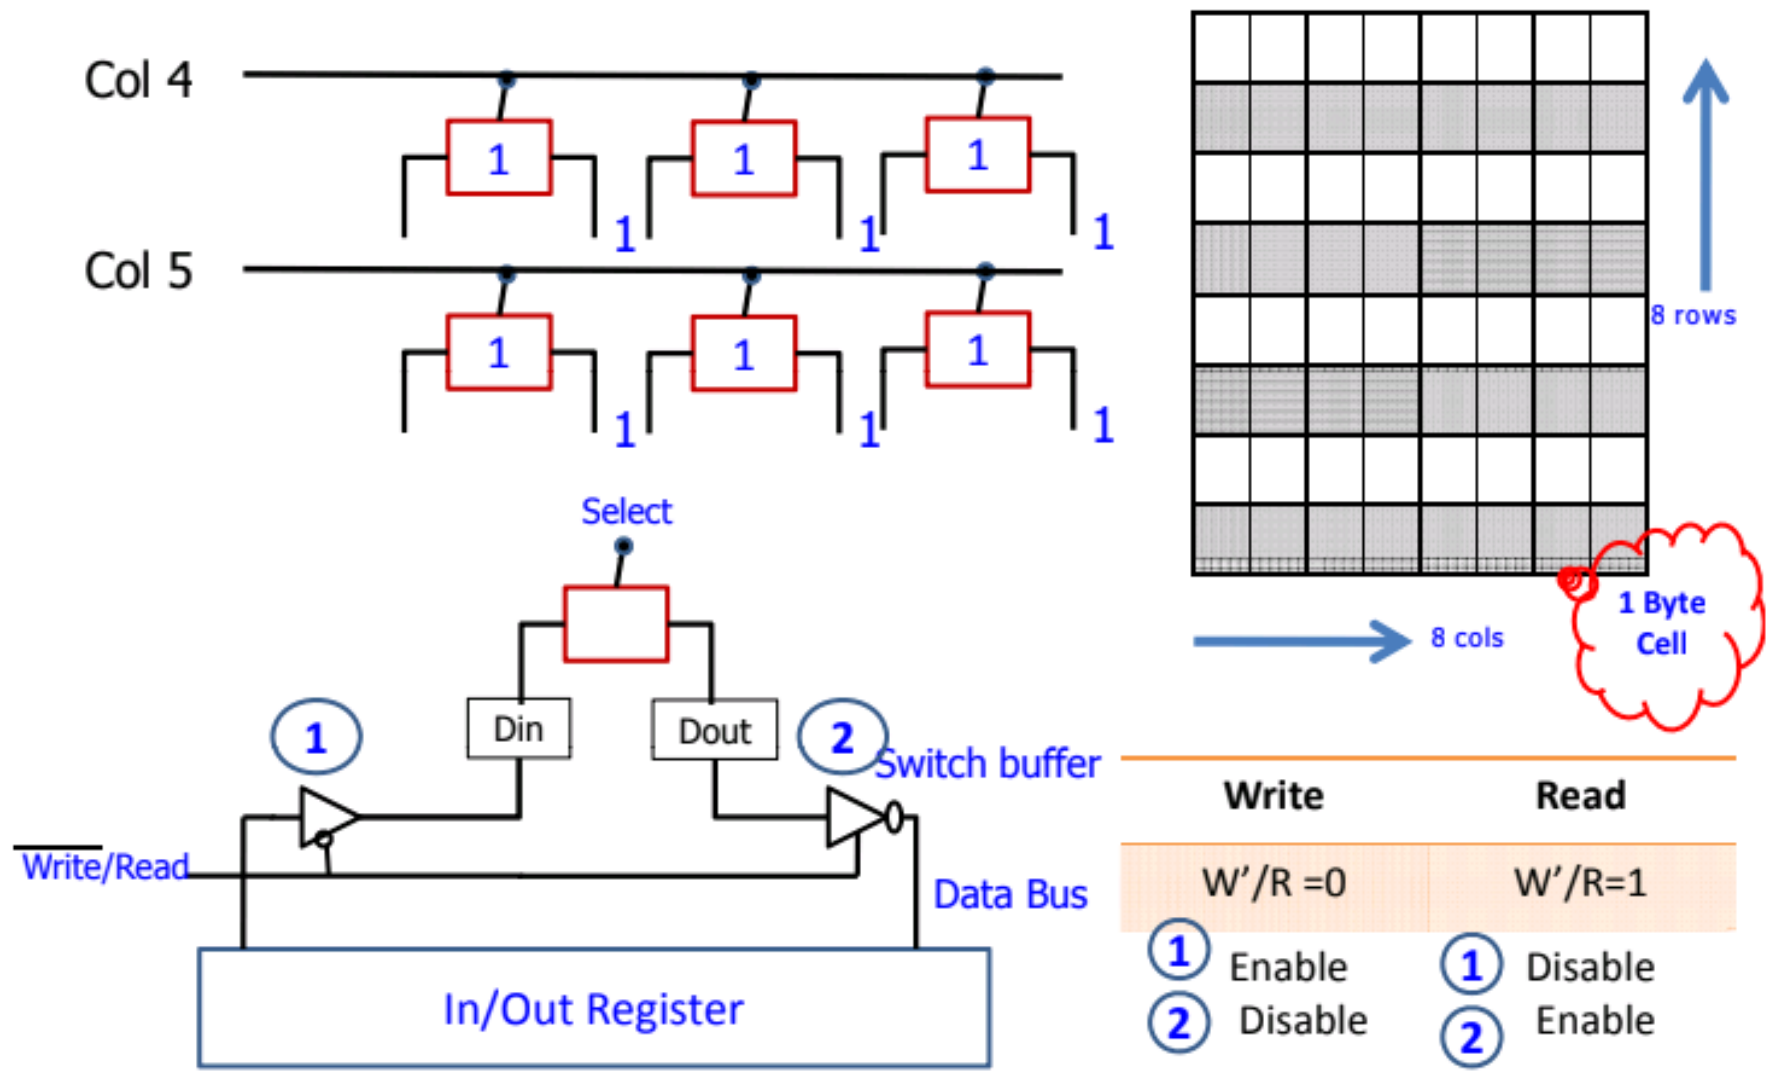 Col 4
1
1
1
1
1
1
Col 5
1
1
1
1
1
1
8 rows
8 cols
1 Byte
Cell
Select
Din
Dout
1
2
Switch buffer
Write/Read
Data Bus
In/Out Register
Write
Read
W’/R =0
W’/R=1
1 Enable
1 Disable
2 Disable
2 Enable